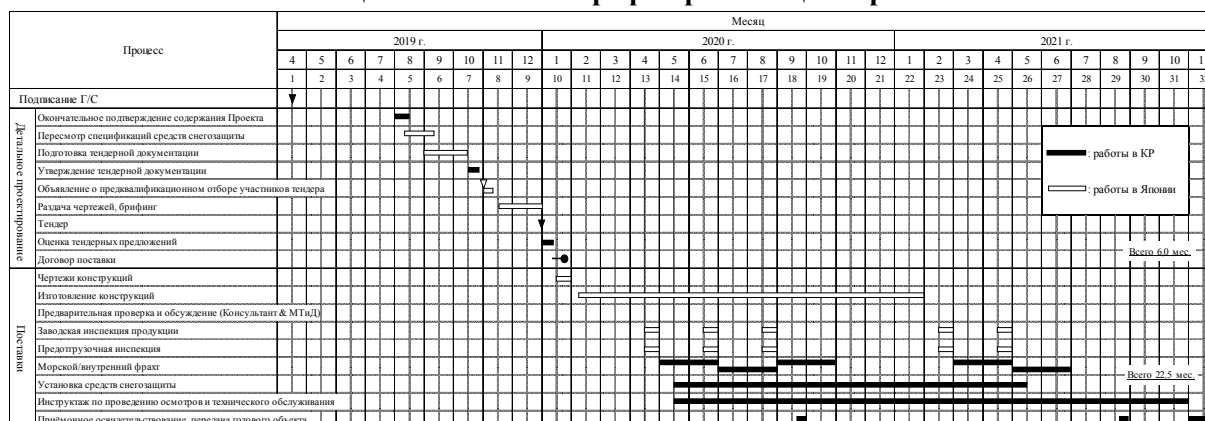 Месяц
Процесс
2019 г. 2020 г. 2021 г.
4 5 6 7 8 9 10 11 12 1 2 3 4 5 6 7 8 9 10 11 12 1 2 3 4 5 6 7 8 9 10
1 2 3 4 5 6 7 8 9 10 11 12 13 14 15 16 17 18 19 20 21 22 23 24 25 26 27 28 29 30 31
Подписание Г/С
Детальное проектирование
Окончательное подтверждение содержания Проекта
Пересмотр спецификаций средств снегозащиты
Подготовка тендерной документации
: работы в КР
Утверждение тендерной документации
Объявление о предквалификационном отборе участников тендера
: работы в Японии
Раздача чертежей, брифинг
Тендер
Оценка тендерных предложений
Всего 6,0 мес.
Договор поставки
Поставки
Чертежи конструкций
Изготовление конструкций
Предварительная проверка и обсуждение (Консультант & МТиД)
Заводская инспекция продукции
Предотгрузочная инспекция
Морской/внутренний фрахт
Всего 22,5 мес.
Установка средств снегозащиты
Инструктаж по проведению осмотров и технического обслуживания
Приёмное освидетельствование, передача готового объекта